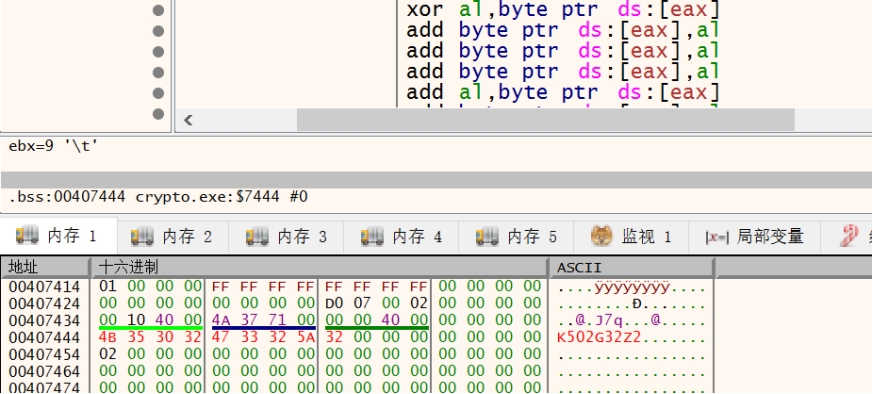 xor al,byte ptr ds:[eax]
add byte ptr ds:[eax],al
add byte ptr ds:[eax],al
add byte ptr ds:[eax],al
add al,byte ptr ds:[eax]
ebx=9 '\t'
.bss:00407444 crypto.exe:$7444 #0
内存 1 内存 2 内存 3 内存 4 内存 5 监视 1 |x=| 局部变量
地址 十六进制 ASCII
00407414 01 00 00 00 FF FF FF FF FF FF FF FF 00 00 00 00 ....ÿÿÿÿÿÿÿÿ....
00407424 00 00 00 00 00 00 00 00 D0 07 00 02 00 00 00 00 ........Ð.......
00407434 00 10 40 00 4A 37 71 00 00 00 40 00 00 00 00 00 ..@.J7q...@.....
00407444 4B 35 30 32 47 33 32 5A 32 00 00 00 00 00 00 00 K502G32Z2.......
00407454 02 00 00 00 00 00 00 00 00 00 00 00 00 00 00 00 ................
00407464 00 00 00 00 00 00 00 00 00 00 00 00 00 00 00 00 ................
00407474 00 00 00 00 00 00 00 00 00 00 00 00 00 00 00 00 ................